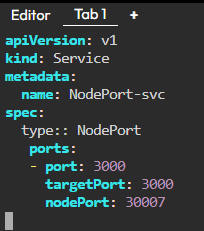 Editor Tab 1 +
apiVersion: v1
kind: Service
metadata:
  name: NodePort-svc
spec:
  type:: NodePort
   ports:
   - port: 3000
     targetPort: 3000
     nodePort: 30007